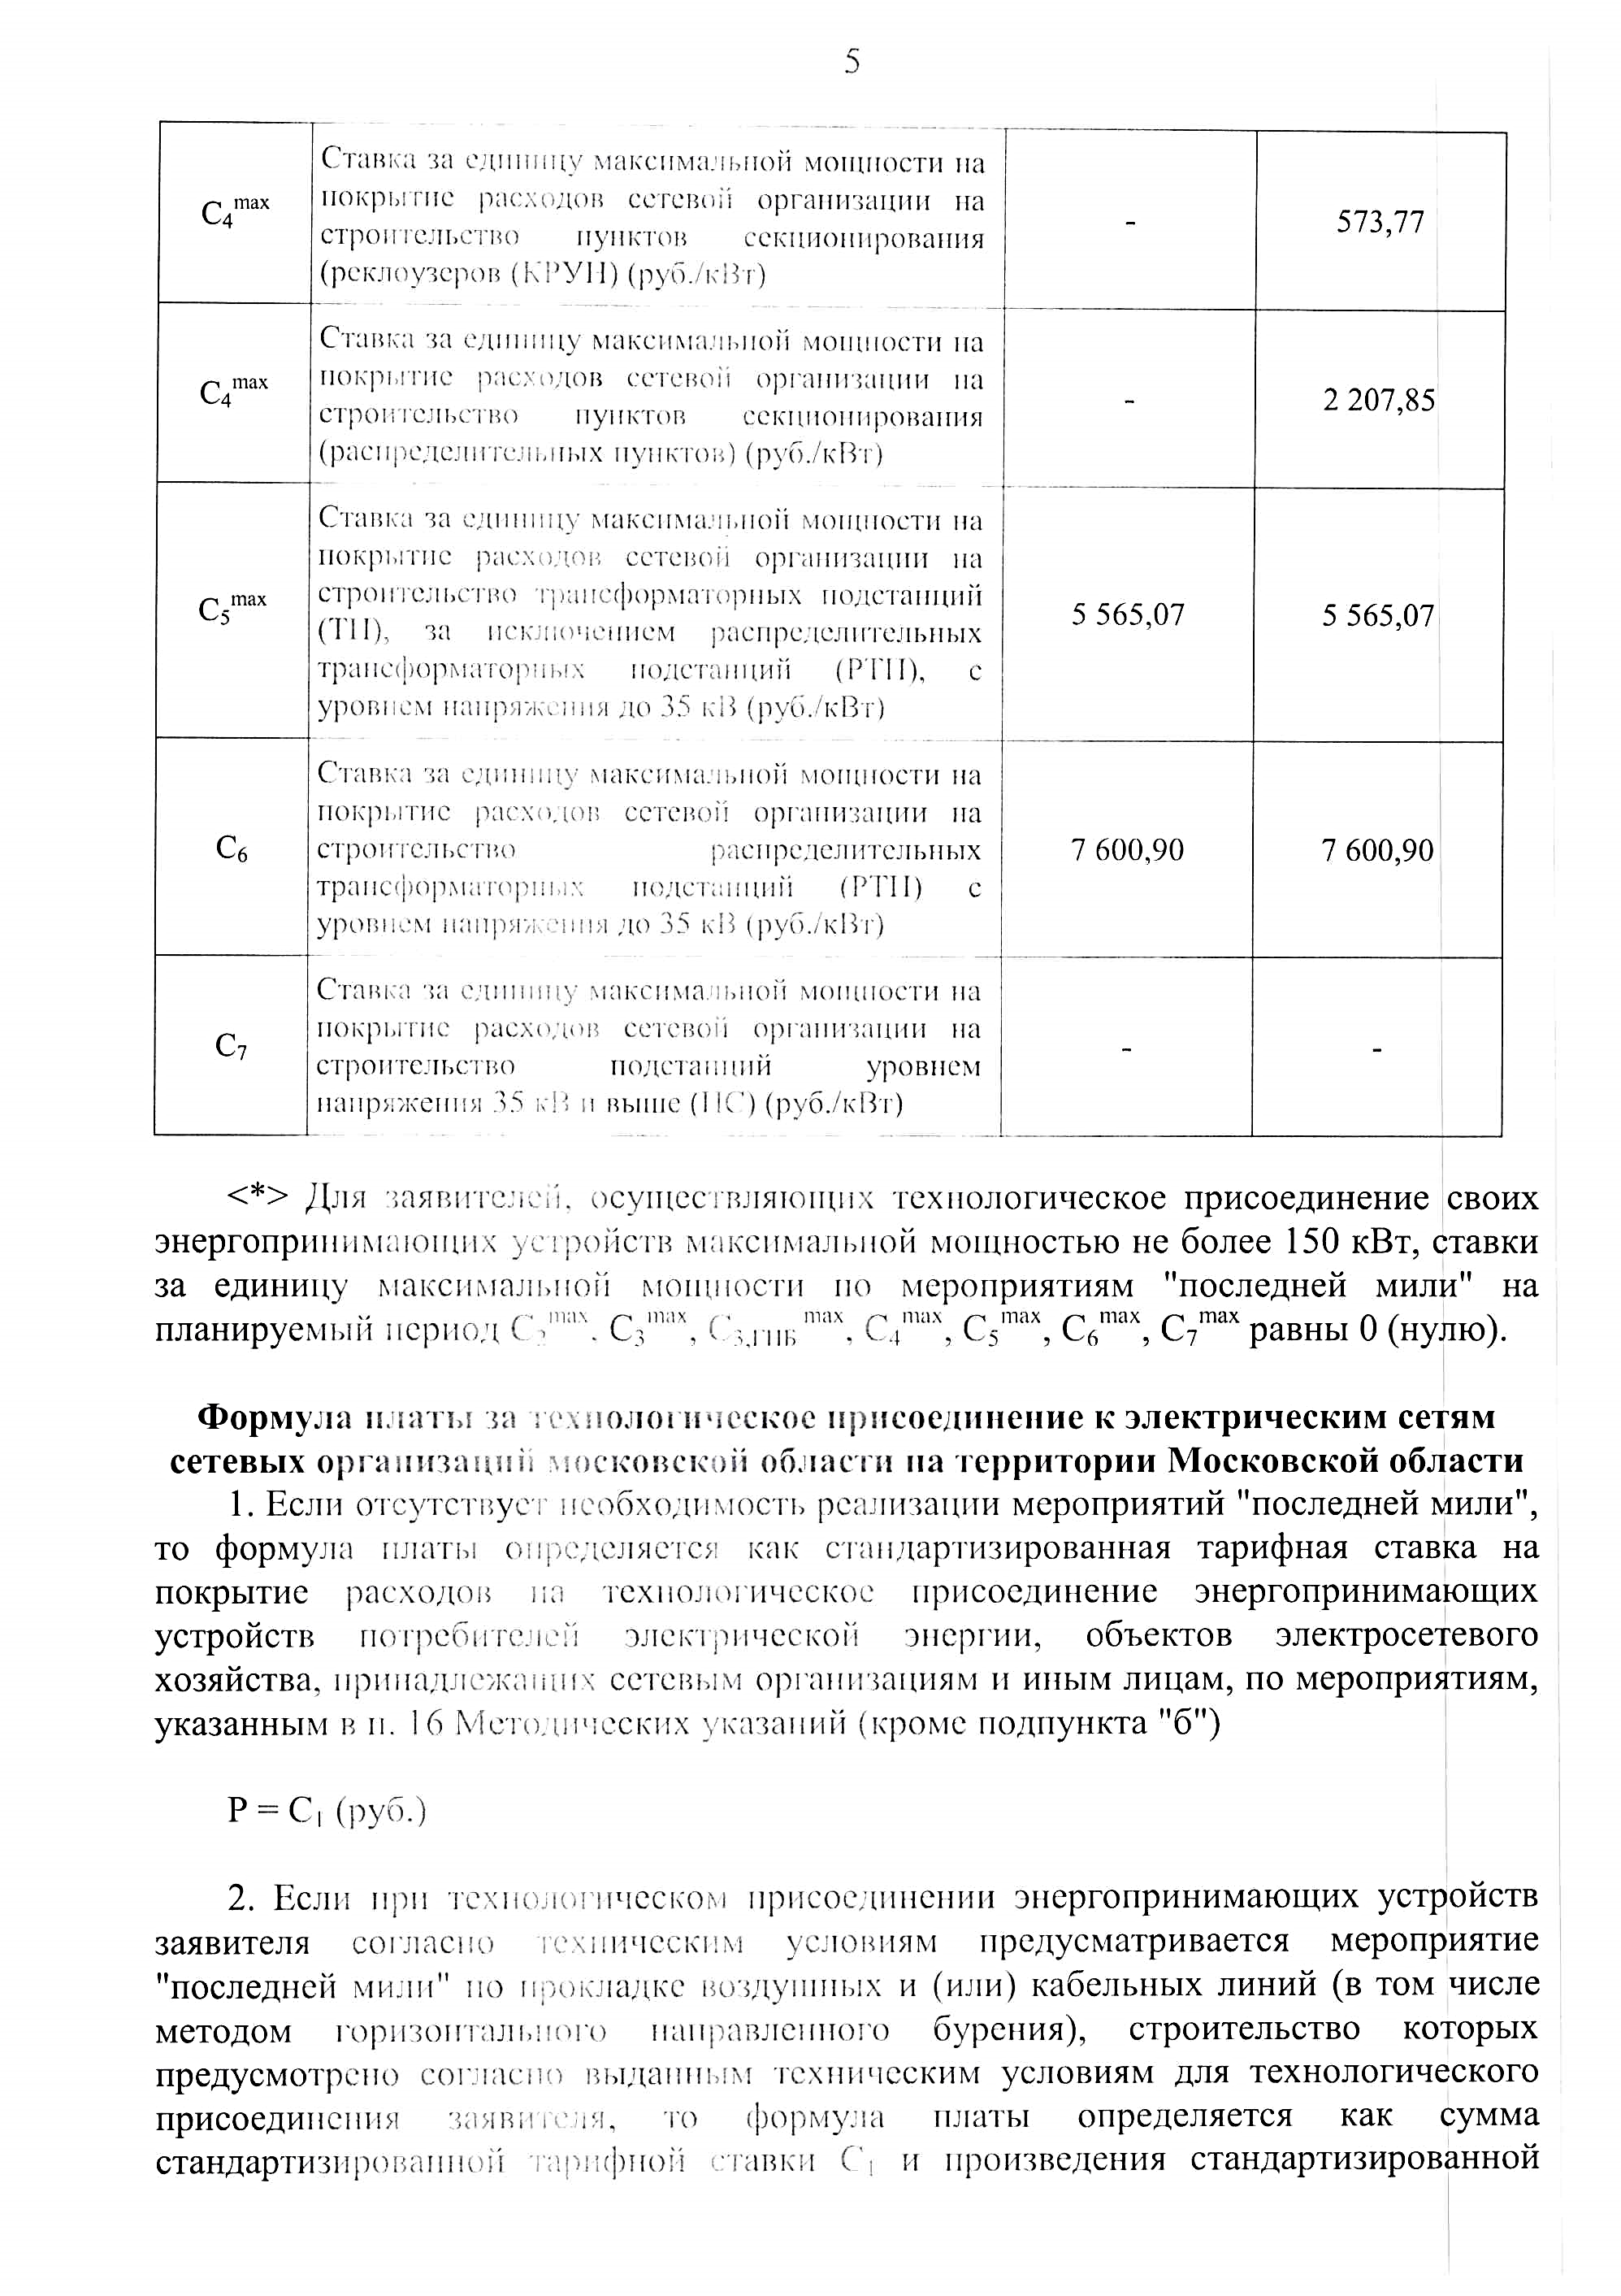 5
C4max
Ставка за единицу максимальной мощности на
покрытие расходов сетевой организации на
строительство пунктов секционирования
(реклоузеров (КРУН) (руб./кВт)
-
573,77
C4max
Ставка за единицу максимальной мощности на
покрытие расходов сетевой организации на
строительство пунктов секционирования
(распределительных пунктов) (руб./кВт)
-
2 207,85
C5max
Ставка за единицу максимальной мощности на
покрытие расходов сетевой организации на
строительство трансформаторных подстанций
(ТП), за исключением распределительных
трансформаторных подстанций (РТП), с
уровнем напряжения до 35 кВ (руб./кВт)
5 565,07
5 565,07
C6
Ставка за единицу максимальной мощности на
покрытие расходов сетевой организации на
строительство распределительных
трансформаторных подстанций (РТП) с
уровнем напряжения до 35 кВ (руб./кВт)
7 600,90
7 600,90
C7
Ставка за единицу максимальной мощности на
покрытие расходов сетевой организации на
строительство подстанций уровнем
напряжения 35 кВ и выше (ПС) (руб./кВт)
-
-
<*> Для заявителей, осуществляющих технологическое присоединение своих
энергопринимающих устройств максимальной мощностью не более 150 кВт, ставки
за единицу максимальной мощности по мероприятиям "последней мили" на
планируемый период C2max, C3max, C3,ГНБmax, C4max, C5max, C6max, C7max равны 0 (нулю).
Формула платы за технологическое присоединение к электрическим сетям
сетевых организаций московской области на территории Московской области
1. Если отсутствует необходимость реализации мероприятий "последней мили",
то формула платы определяется как стандартизированная тарифная ставка на
покрытие расходов на технологическое присоединение энергопринимающих
устройств потребителей электрической энергии, объектов электросетевого
хозяйства, принадлежащих сетевым организациям и иным лицам, по мероприятиям,
указанным в п. 16 Методических указаний (кроме подпункта "б")
P = C1 (руб.)
2. Если при технологическом присоединении энергопринимающих устройств
заявителя согласно техническим условиям предусматривается мероприятие
"последней мили" по прокладке воздушных и (или) кабельных линий (в том числе
методом горизонтального направленного бурения), строительство которых
предусмотрено согласно выданным техническим условиям для технологического
присоединения заявителя, то формула платы определяется как сумма
стандартизированной тарифной ставки C1 и произведения стандартизированной